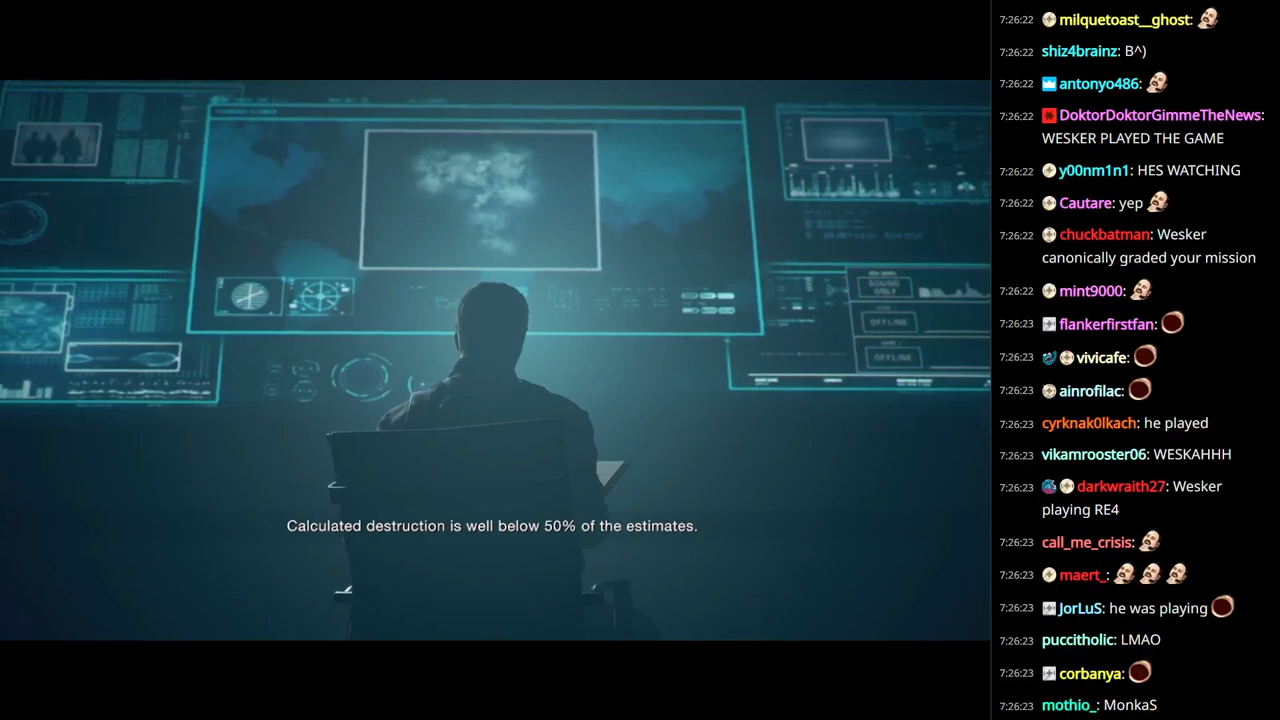 SOUND
ONLY
OFFLINE
OFFLINE
Calculated destruction is well below 50% of the estimates.
7:26:22 milquetoast__ghost:
7:26:22 shiz4brainz: B^)
7:26:22 antonyo486:
7:26:22 DoktorDoktorGimmeTheNews:
WESKER PLAYED THE GAME
7:26:22 y00nm1n1: HES WATCHING
7:26:22 Cautare: yep
7:26:22 chuckbatman: Wesker
canonically graded your mission
7:26:22 mint9000:
7:26:23 flankerfirstfan:
7:26:23 vivicafe:
7:26:23 ainrofilac:
7:26:23 cyrknak0lkach: he played
7:26:23 vikamrooster06: WESKAHHH
7:26:23 darkwraith27: Wesker
playing RE4
7:26:23 call_me_crisis:
7:26:23 maert_:
7:26:23 JorLuS: he was playing
7:26:23 puccitholic: LMAO
7:26:23 corbanya:
7:26:23 mothio_: MonkaS